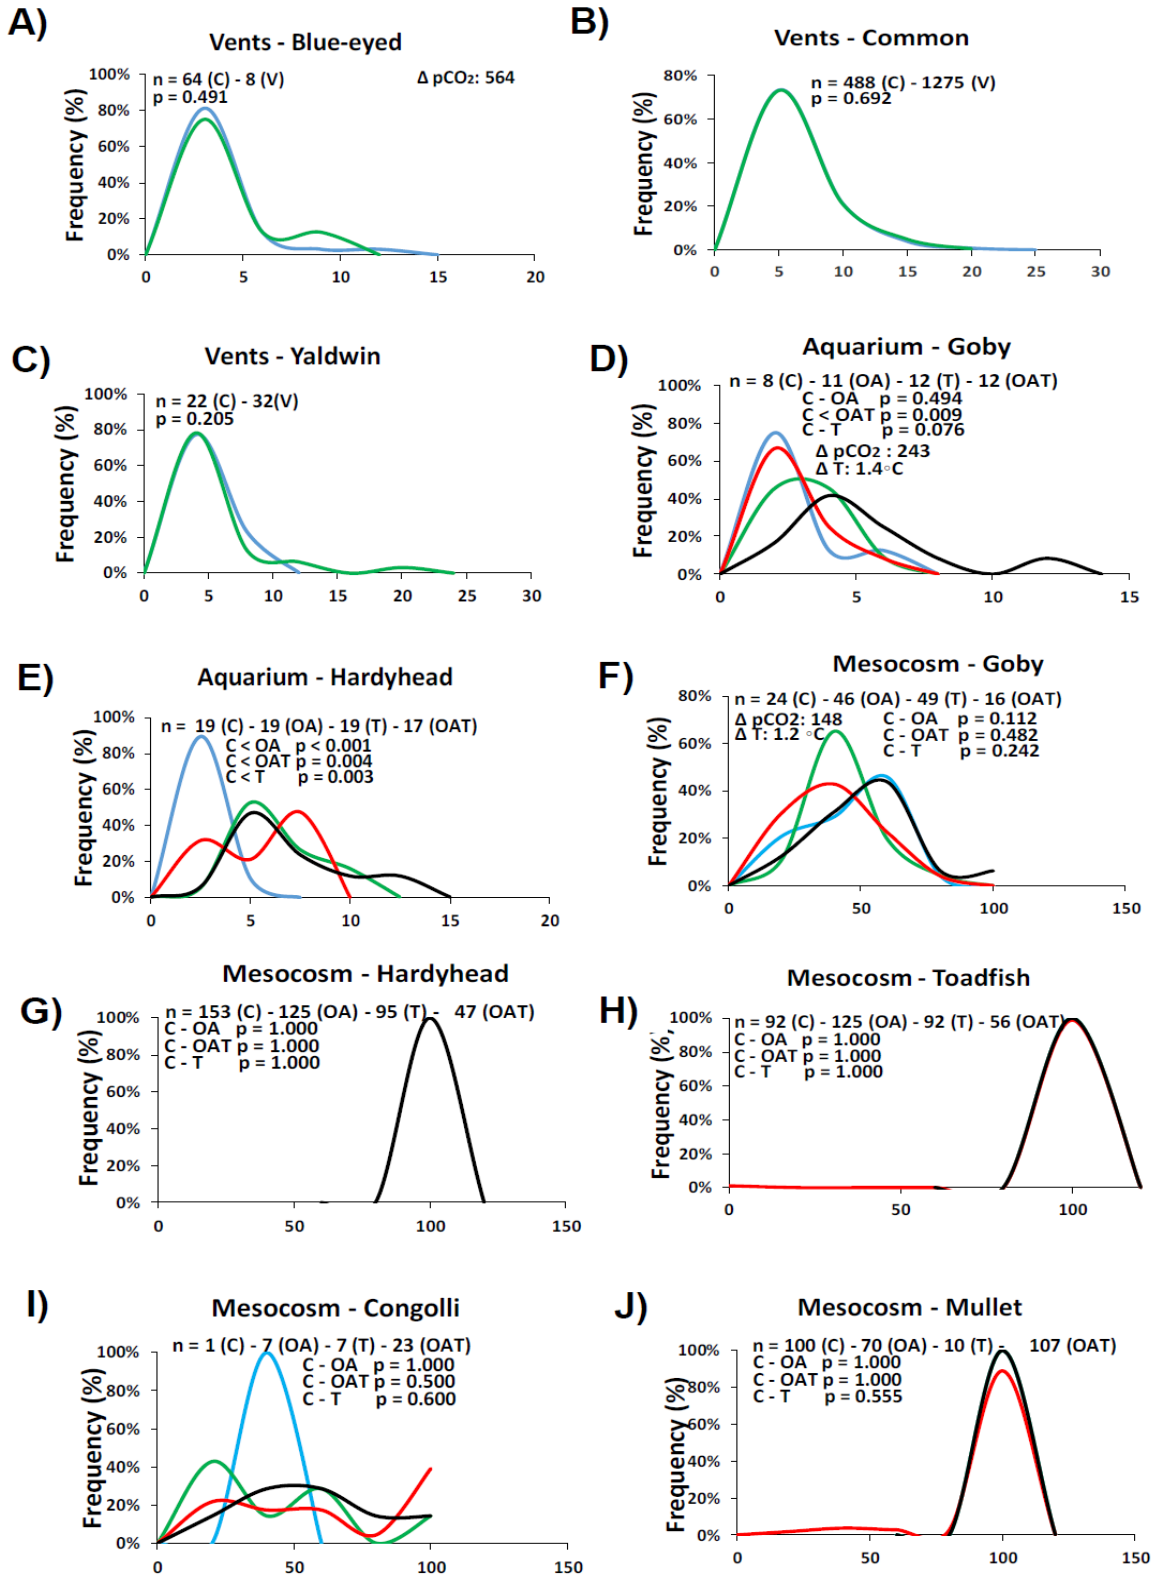 A)
Vents - Blue-eyed
n = 64 (C) - 8 (V)
p = 0.491
Δ pCO₂: 564
Frequency (%)
100%
80%
60%
40%
20%
0%
0 5 10 15 20
B)
Vents - Common
n = 488 (C) - 1275 (V)
p = 0.692
Frequency (%)
80%
60%
40%
20%
0%
0 5 10 15 20 25 30
C)
Vents - Yaldwin
n = 22 (C) - 32(V)
p = 0.205
Frequency (%)
100%
80%
60%
40%
20%
0%
0 5 10 15 20 25 30
D)
Aquarium - Goby
n = 8 (C) - 11 (OA) - 12 (T) - 12 (OAT)
C - OA p = 0.494
C < OAT p = 0.009
C - T p = 0.076
Δ pCO₂ : 243
Δ T: 1.4◦C
Frequency (%)
100%
80%
60%
40%
20%
0%
0 5 10 15
E)
Aquarium - Hardyhead
n = 19 (C) - 19 (OA) - 19 (T) - 17 (OAT)
C < OA p < 0.001
C < OAT p = 0.004
C < T p = 0.003
Frequency (%)
100%
80%
60%
40%
20%
0%
0 5 10 15 20
F)
Mesocosm - Goby
n = 24 (C) - 46 (OA) - 49 (T) - 16 (OAT)
Δ pCO2: 148
Δ T: 1.2 ◦C
C - OA p = 0.112
C - OAT p = 0.482
C - T p = 0.242
Frequency (%)
80%
60%
40%
20%
0%
0 50 100 150
G)
Mesocosm - Hardyhead
n = 153 (C) - 125 (OA) - 95 (T) - 47 (OAT)
C - OA p = 1.000
C - OAT p = 1.000
C - T p = 1.000
Frequency (%)
100%
80%
60%
40%
20%
0%
0 50 100 150
H)
Mesocosm - Toadfish
n = 92 (C) - 125 (OA) - 92 (T) - 56 (OAT)
C - OA p = 1.000
C - OAT p = 1.000
C - T p = 1.000
Frequency (%,
100%
80%
60%
40%
20%
0%
0 50 100
I)
Mesocosm - Congolli
n = 1 (C) - 7 (OA) - 7 (T) - 23 (OAT)
C - OA p = 1.000
C - OAT p = 0.500
C - T p = 0.600
Frequency (%)
100%
80%
60%
40%
20%
0%
0 50 100 150
J)
Mesocosm - Mullet
n = 100 (C) - 70 (OA) - 10 (T) - 107 (OAT)
C - OA p = 1.000
C - OAT p = 1.000
C - T p = 0.555
Frequency (%)
100%
80%
60%
40%
20%
0%
0 50 100 150